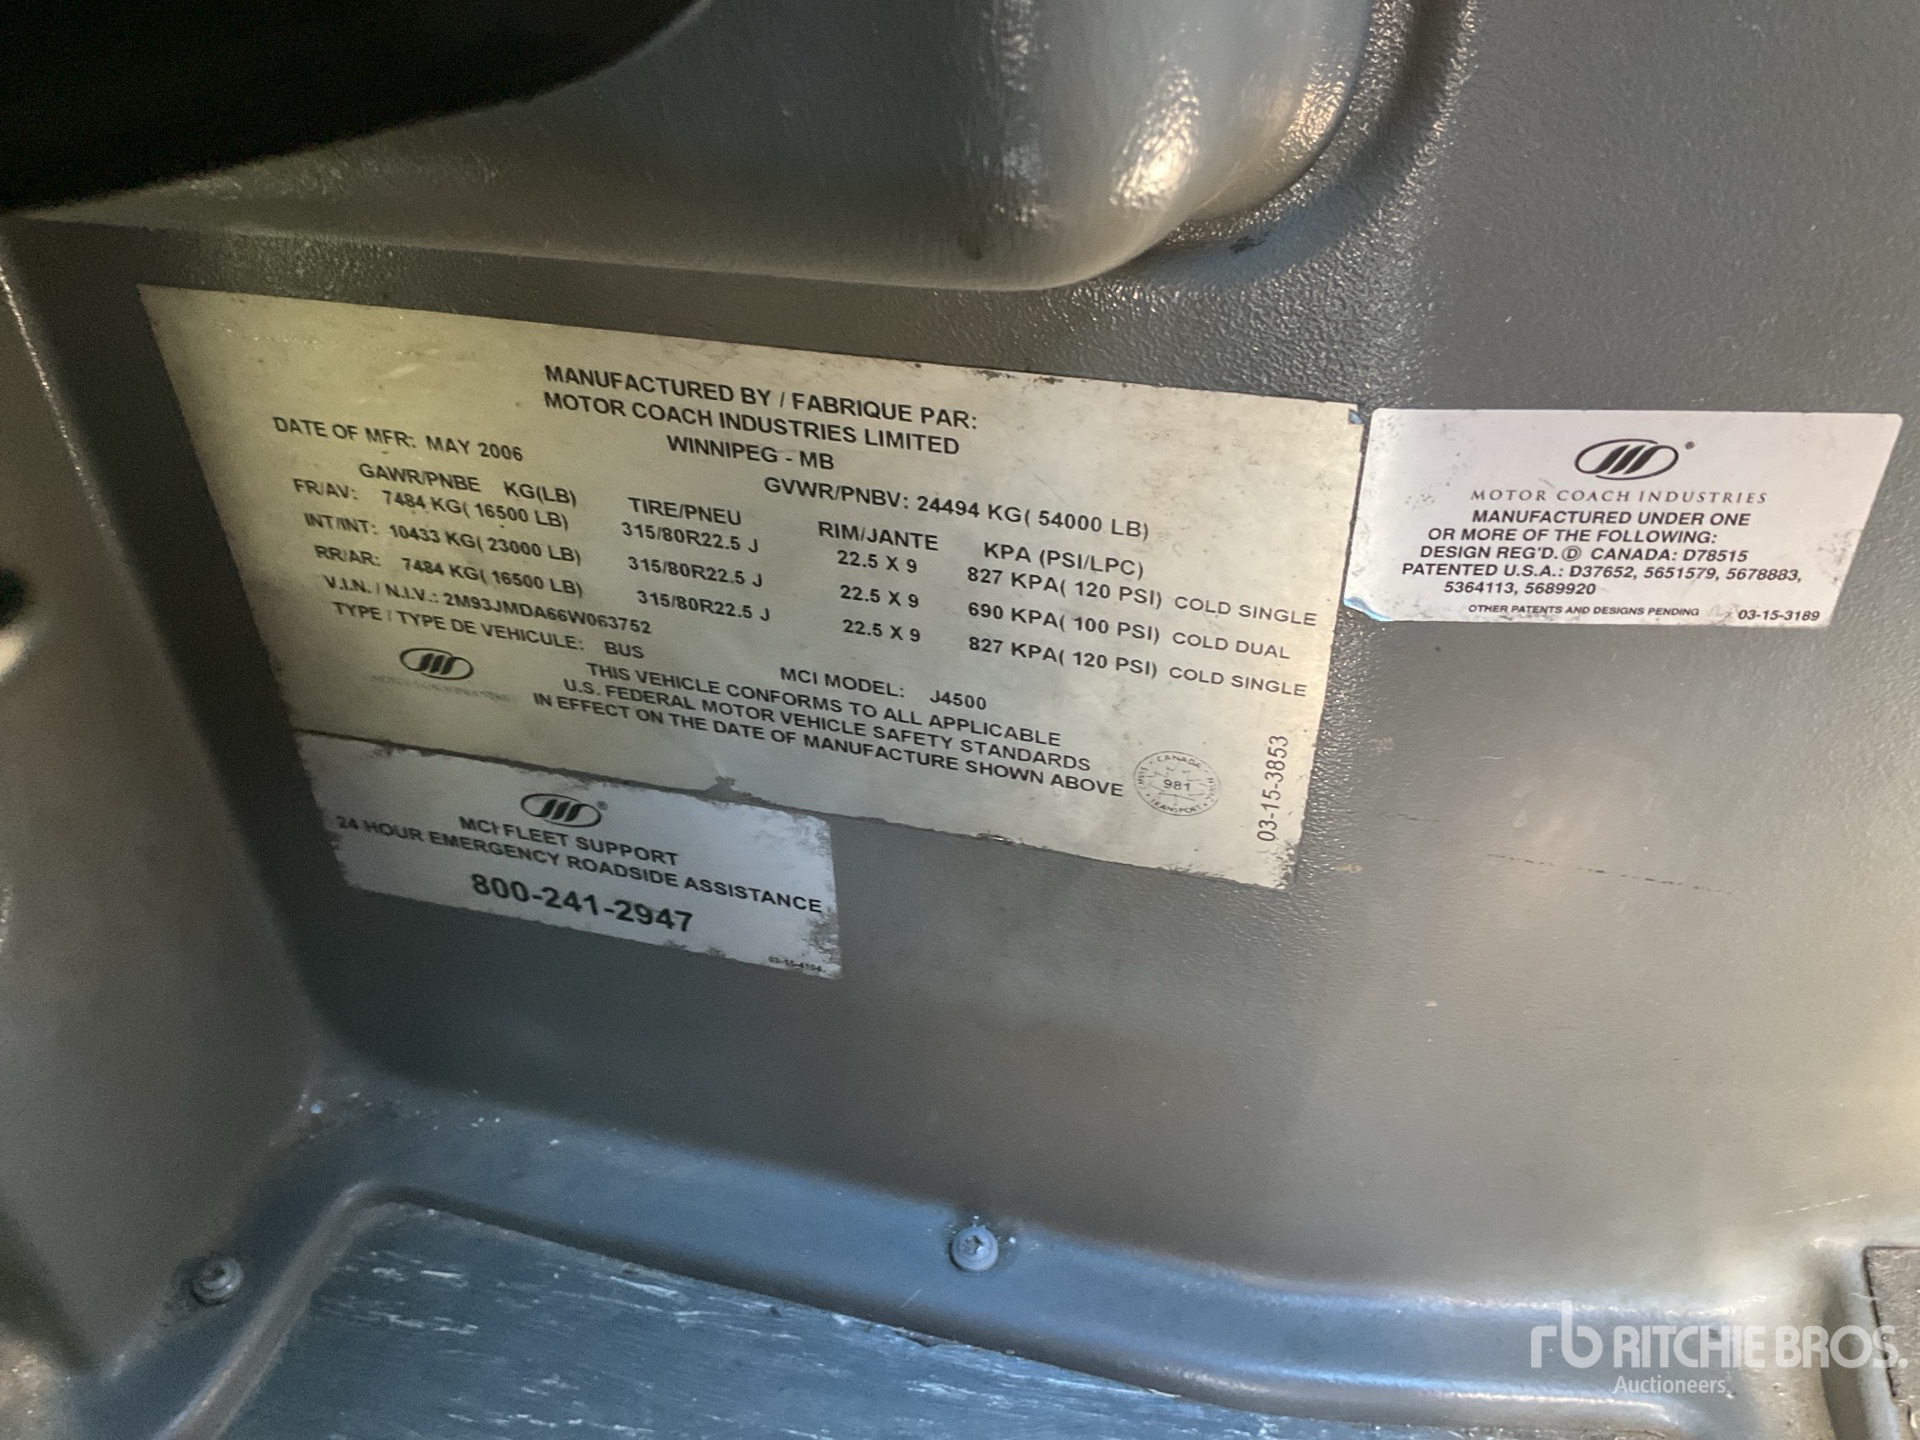 MANUFACTURED BY / FABRIQUE PAR:
MOTOR COACH INDUSTRIES LIMITED
WINNIPEG - MB
DATE OF MFR: MAY 2006
GVWR/PNBV: 24494 KG( 54000 LB)
GAWR/PNBE KG(LB) TIRE/PNEU RIM/JANTE KPA (PSI/LPC)
FR/AV: 7484 KG( 16500 LB) 315/80R22.5 J 22.5 X 9 827 KPA( 120 PSI) COLD SINGLE
INT/INT: 10433 KG( 23000 LB) 315/80R22.5 J 22.5 X 9 690 KPA( 100 PSI) COLD DUAL
RR/AR: 7484 KG( 16500 LB) 315/80R22.5 J 22.5 X 9 827 KPA( 120 PSI) COLD SINGLE
V.I.N. / N.I.V.: 2M93JMDA66W063752
TYPE / TYPE DE VEHICULE: BUS
MCI MODEL: J4500
THIS VEHICLE CONFORMS TO ALL APPLICABLE
U.S. FEDERAL MOTOR VEHICLE SAFETY STANDARDS
IN EFFECT ON THE DATE OF MANUFACTURE SHOWN ABOVE
CANADA
981
TRANSPORT
03-15-3853
MCI FLEET SUPPORT
24 HOUR EMERGENCY ROADSIDE ASSISTANCE
800-241-2947
03-15-4104
®
MOTOR COACH INDUSTRIES
MANUFACTURED UNDER ONE
OR MORE OF THE FOLLOWING:
DESIGN REG'D. Ⓓ CANADA: D78515
PATENTED U.S.A.: D37652, 5651579, 5678883,
5364113, 5689920
OTHER PATENTS AND DESIGNS PENDING 03-15-3189
rb RITCHIE BROS.
Auctioneers